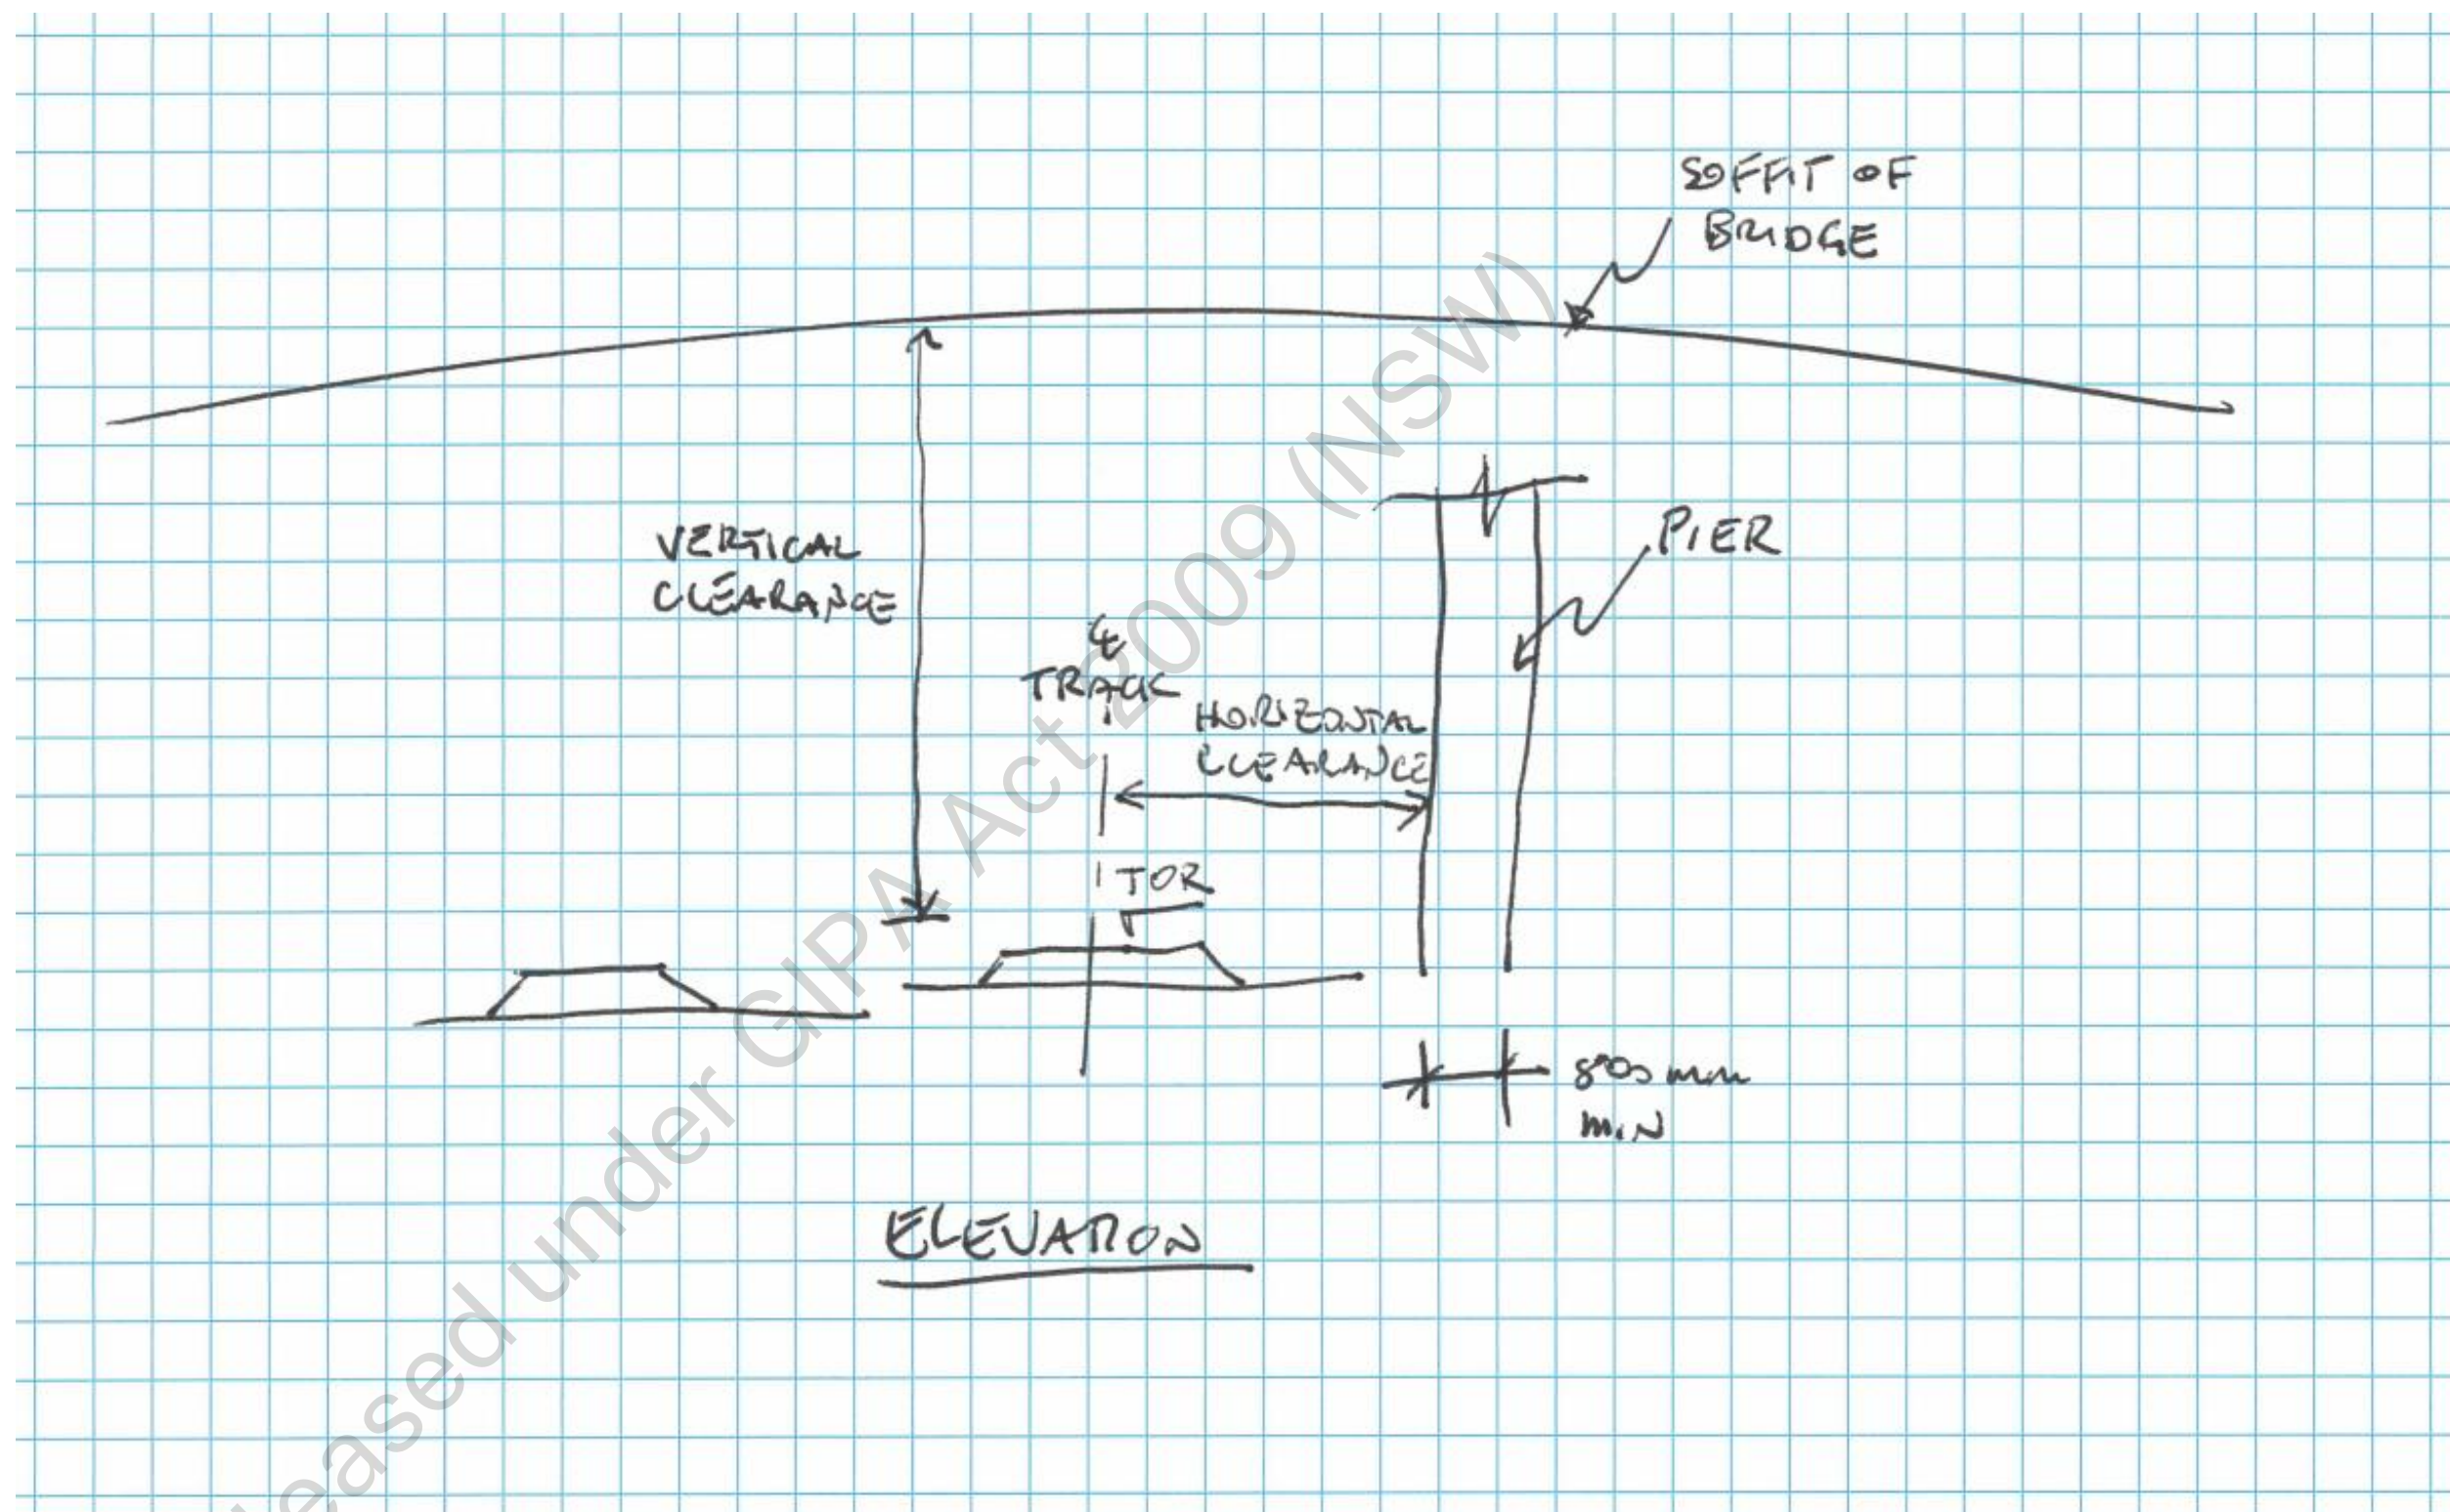 SOFFIT OF
BRIDGE
VERTICAL
CLEARANCE
PIER
℄
TRACK
HORIZONTAL
CLEARANCE
TOR
800 mm
MIN
ELEVATION
leased under GIPA Act 2009 (NSW)